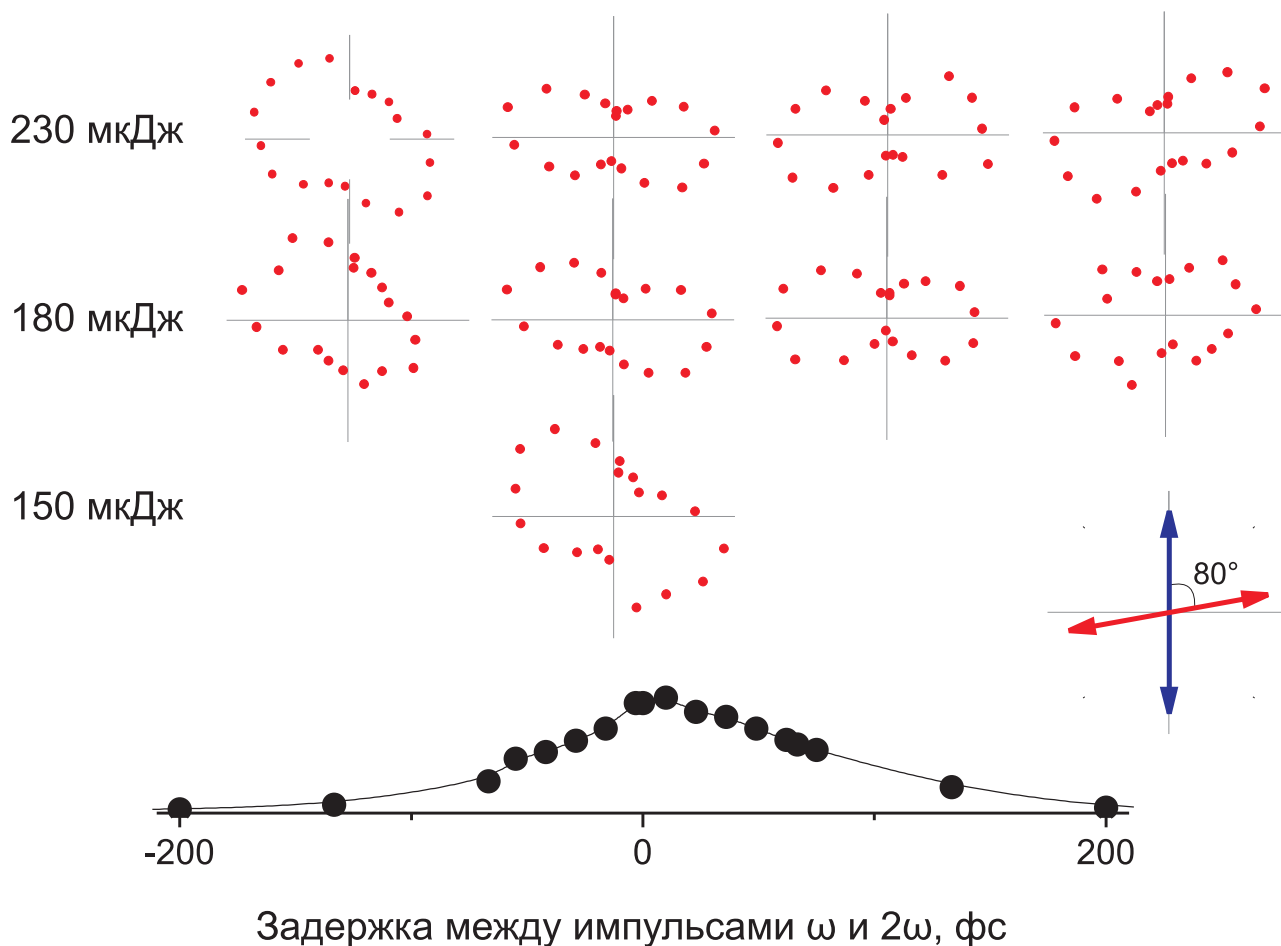 230 мкДж
180 мкДж
150 мкДж
80°
-200 0 200
Задержка между импульсами ω и 2ω, фс